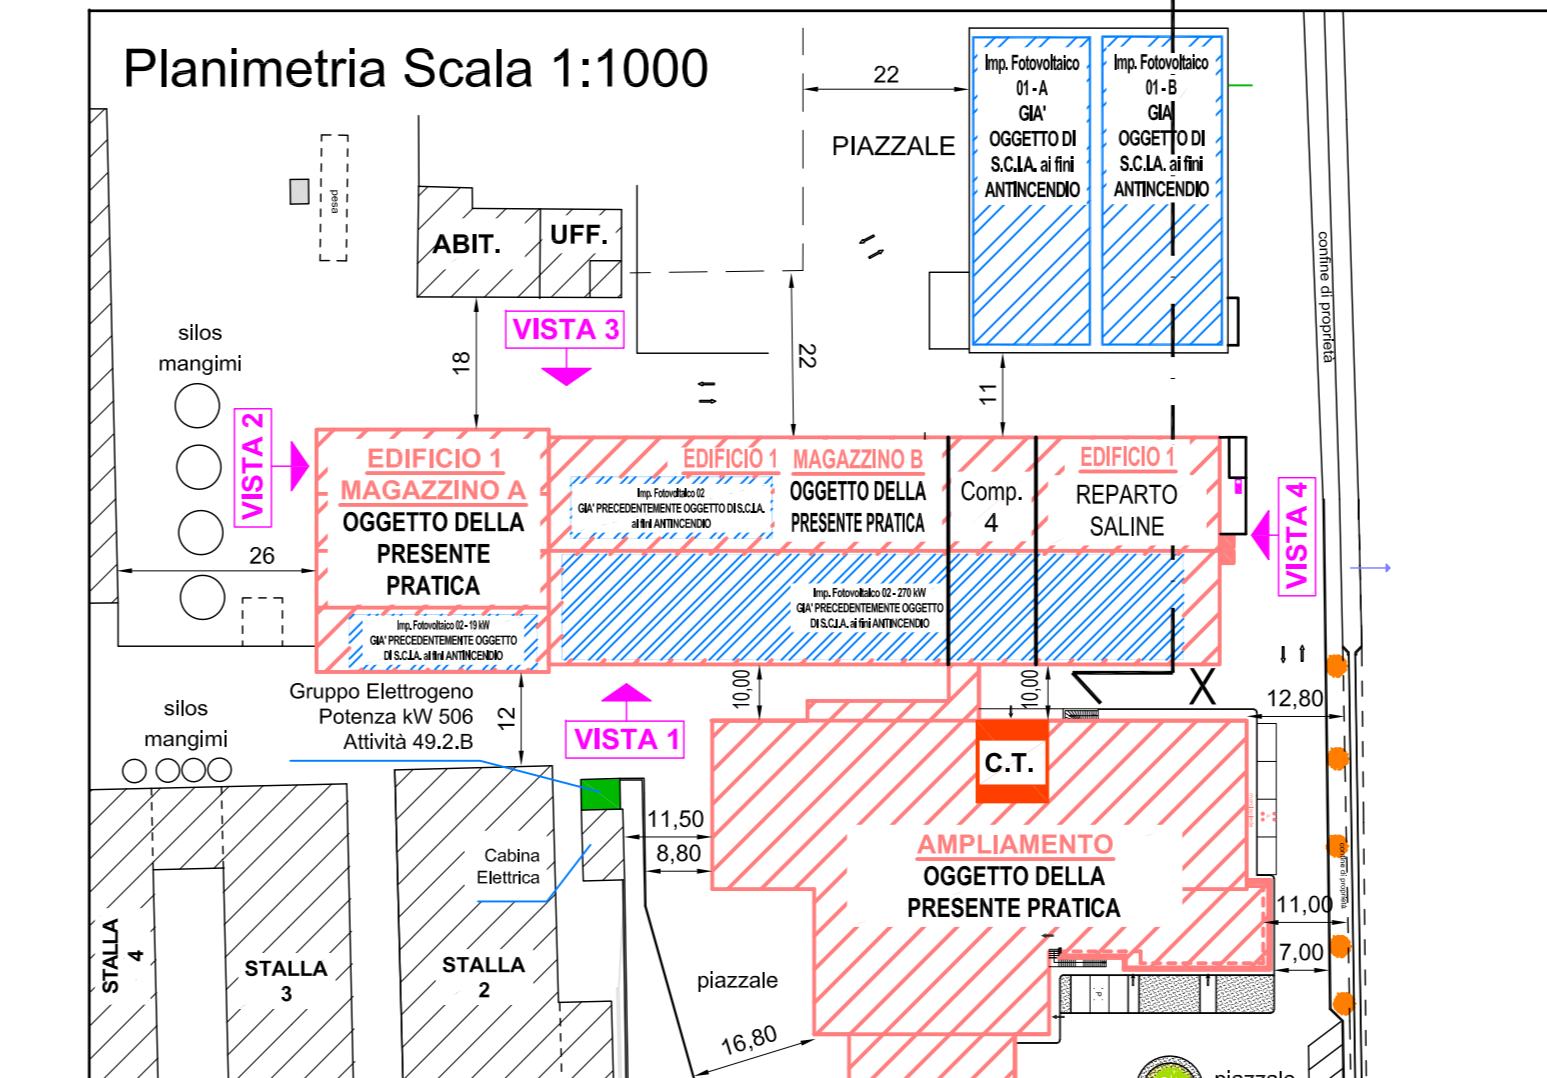 Planimetria Scala 1:1000
22
PIAZZALE
Imp. Fotovoltaico
01 - A
GIA'
OGGETTO DI
S.C.I.A. ai fini
ANTINCENDIO
Imp. Fotovoltaico
01 - B
GIA'
OGGETTO DI
S.C.I.A. ai fini
ANTINCENDIO
pesa
ABIT.
UFF.
confine di proprietà
silos
mangimi
18
VISTA 3
22
11
VISTA 2
EDIFICIO 1
MAGAZZINO A
OGGETTO DELLA
PRESENTE
PRATICA
EDIFICIO 1 MAGAZZINO B
OGGETTO DELLA
PRESENTE PRATICA
Imp. Fotovoltaico 02
GIA' PRECEDENTEMENTE OGGETTO DI S.C.I.A.
ai fini ANTINCENDIO
Comp.
4
EDIFICIO 1
REPARTO
SALINE
VISTA 4
26
Imp. Fotovoltaico 02 - 270 kW
GIA' PRECEDENTEMENTE OGGETTO
DI S.C.I.A. ai fini ANTINCENDIO
Imp. Fotovoltaico 02 - 19 kW
GIA' PRECEDENTEMENTE OGGETTO
DI S.C.I.A. ai fini ANTINCENDIO
Gruppo Elettrogeno
Potenza kW 506
Attività 49.2.B
12
VISTA 1
10,00
10,00
X
12,80
silos
mangimi
C.T.
11,50
8,80
Cabina
Elettrica
AMPLIAMENTO
OGGETTO DELLA
PRESENTE PRATICA
confine di proprietà
11,00
7,00
STALLA
4
STALLA
3
STALLA
2
piazzale
16,80
piazzale